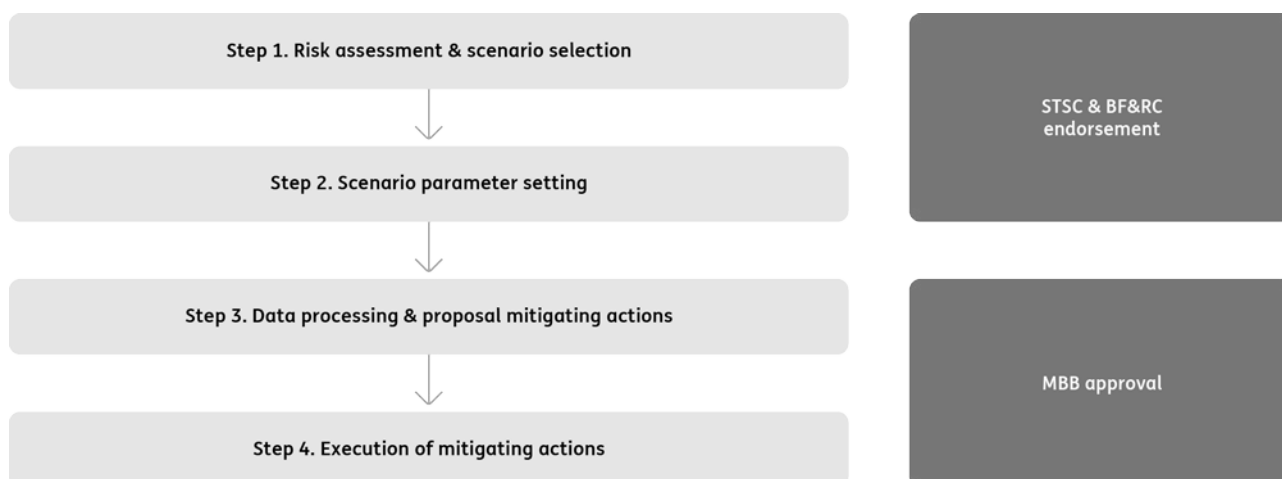 Step 1. Risk assessment & scenario selection
STSC & BF&RC
endorsement
Step 2. Scenario parameter setting
Step 3. Data processing & proposal mitigating actions
MBB approval
Step 4. Execution of mitigating actions